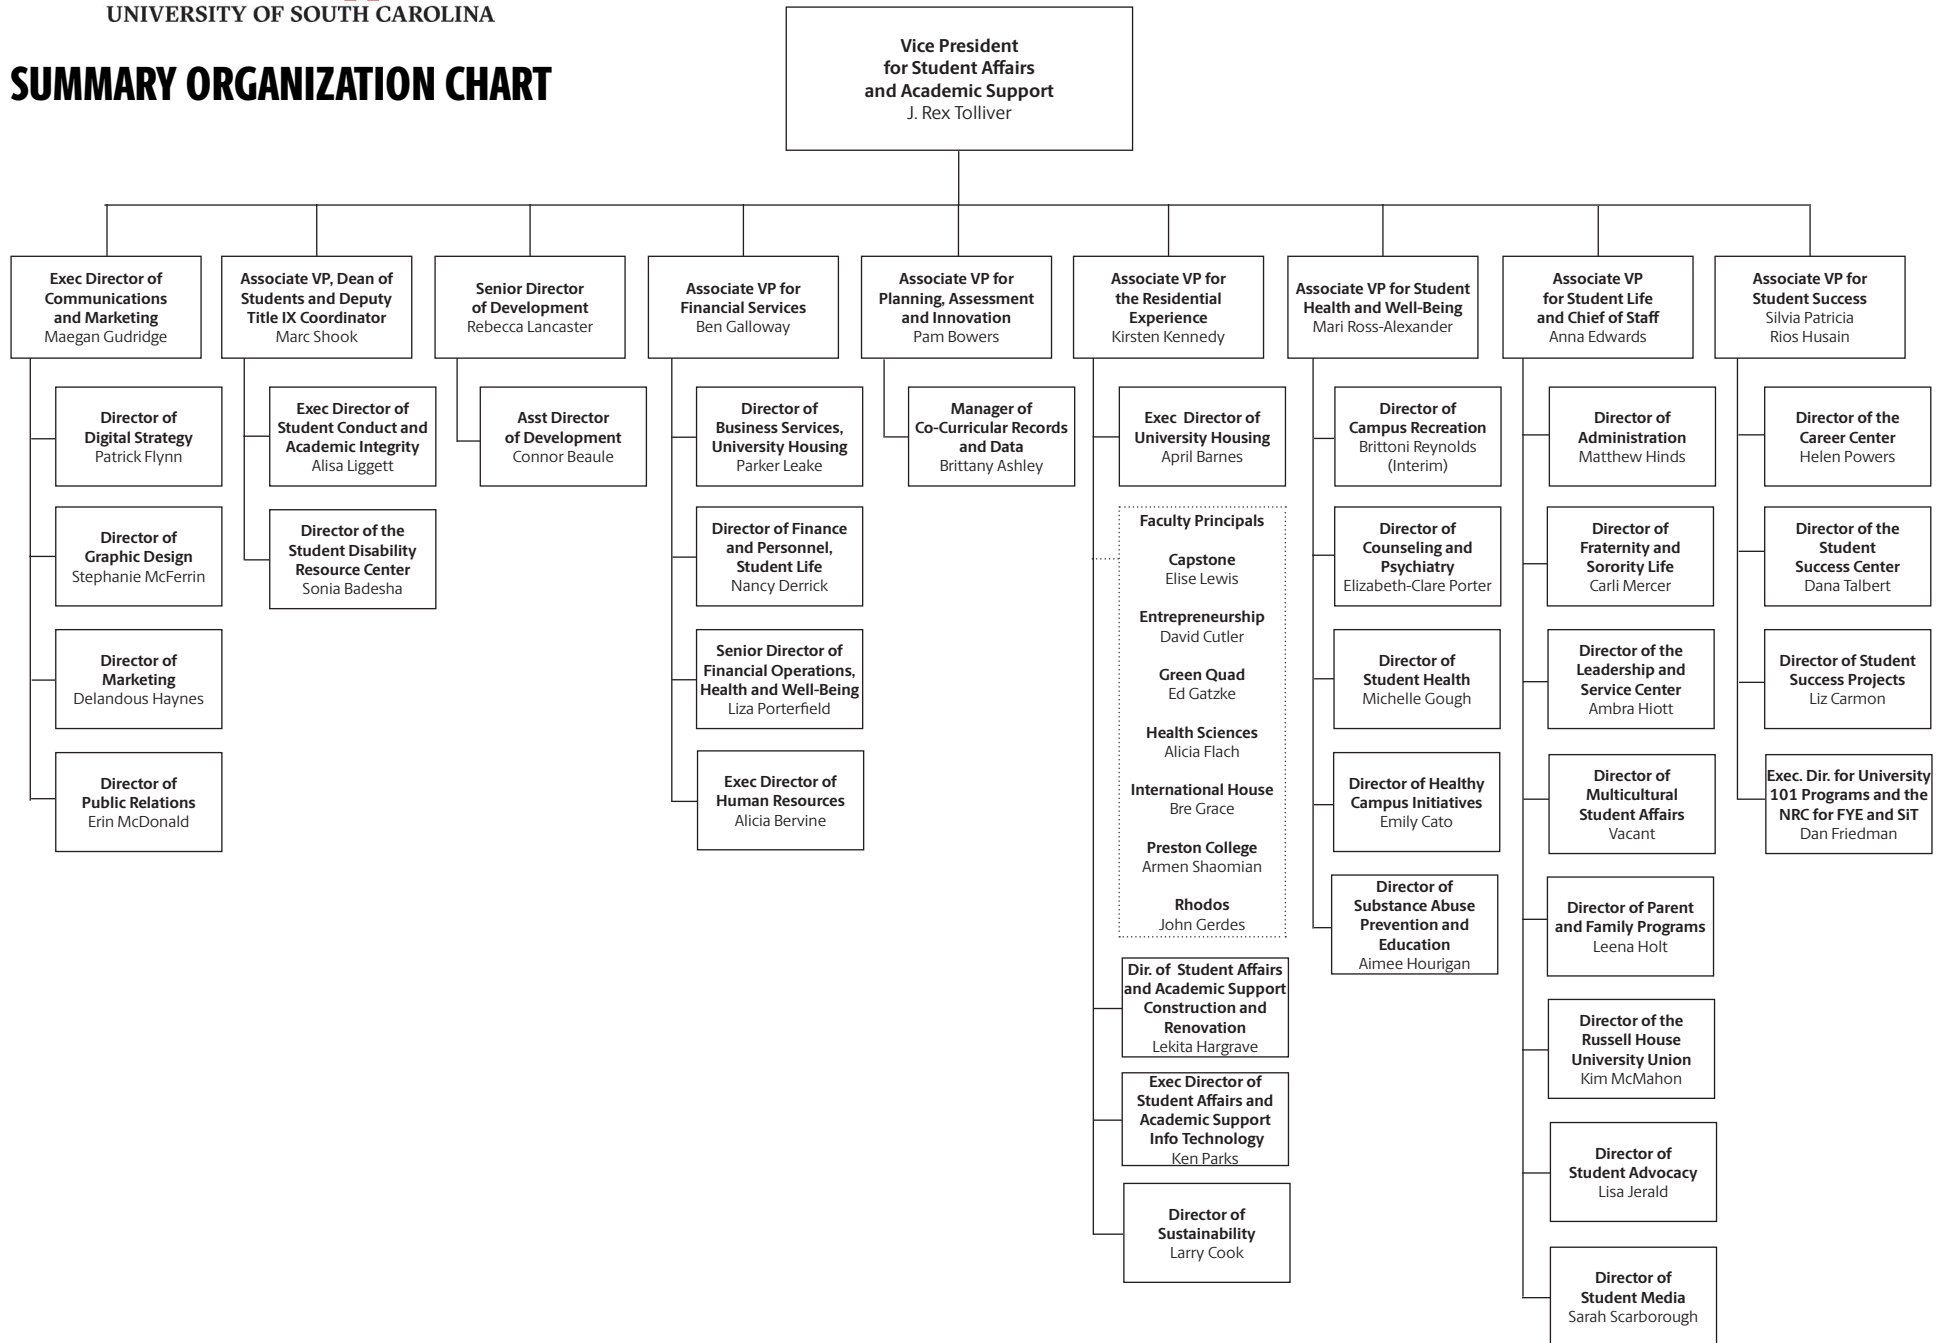 UNIVERSITY OF SOUTH CAROLINA
SUMMARY ORGANIZATION CHART
Vice President
for Student Affairs
and Academic Support
J. Rex Tolliver
Exec Director of
Communications
and Marketing
Maegan Gudridge
Director of
Digital Strategy
Patrick Flynn
Director of
Graphic Design
Stephanie McFerrin
Director of
Marketing
Delandous Haynes
Director of
Public Relations
Erin McDonald
Associate VP, Dean of
Students and Deputy
Title IX Coordinator
Marc Shook
Exec Director of
Student Conduct and
Academic Integrity
Alisa Liggett
Director of the
Student Disability
Resource Center
Sonia Badesha
Senior Director
of Development
Rebecca Lancaster
Asst Director
of Development
Connor Beaule
Associate VP for
Financial Services
Ben Galloway
Director of
Business Services,
University Housing
Parker Leake
Director of Finance
and Personnel,
Student Life
Nancy Derrick
Senior Director of
Financial Operations,
Health and Well-Being
Liza Porterfield
Exec Director of
Human Resources
Alicia Bervine
Associate VP for
Planning, Assessment
and Innovation
Pam Bowers
Manager of
Co-Curricular Records
and Data
Brittany Ashley
Associate VP for
the Residential
Experience
Kirsten Kennedy
Exec Director of
University Housing
April Barnes
Faculty Principals
Capstone
Elise Lewis
Entrepreneurship
David Cutler
Green Quad
Ed Gatzke
Health Sciences
Alicia Flach
International House
Bre Grace
Preston College
Armen Shaomian
Rhodos
John Gerdes
Dir. of Student Affairs
and Academic Support
Construction and
Renovation
Lekita Hargrave
Exec Director of
Student Affairs and
Academic Support
Info Technology
Ken Parks
Director of
Sustainability
Larry Cook
Associate VP for Student
Health and Well-Being
Mari Ross-Alexander
Director of
Campus Recreation
Brittoni Reynolds
(Interim)
Director of
Counseling and
Psychiatry
Elizabeth-Clare Porter
Director of
Student Health
Michelle Gough
Director of Healthy
Campus Initiatives
Emily Cato
Director of
Substance Abuse
Prevention and
Education
Aimee Hourigan
Associate VP
for Student Life
and Chief of Staff
Anna Edwards
Director of
Administration
Matthew Hinds
Director of
Fraternity and
Sorority Life
Carli Mercer
Director of the
Leadership and
Service Center
Ambra Hiott
Director of
Multicultural
Student Affairs
Vacant
Director of Parent
and Family Programs
Leena Holt
Director of the
Russell House
University Union
Kim McMahon
Director of
Student Advocacy
Lisa Jerald
Director of
Student Media
Sarah Scarborough
Associate VP for
Student Success
Silvia Patricia
Rios Husain
Director of the
Career Center
Helen Powers
Director of the
Student
Success Center
Dana Talbert
Director of Student
Success Projects
Liz Carmon
Exec. Dir. for University
101 Programs and the
NRC for FYE and SiT
Dan Friedman